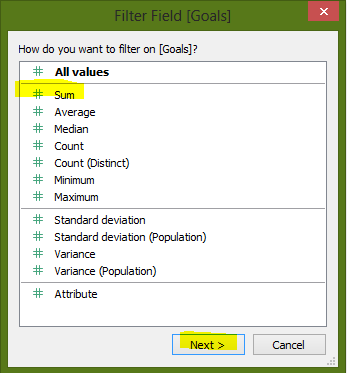 Filter Field [Goals]
How do you want to filter on [Goals]?
All values
Sum
Average
Median
Count
Count (Distinct)
Minimum
Maximum
Standard deviation
Standard deviation (Population)
Variance
Variance (Population)
Attribute
Next > Cancel